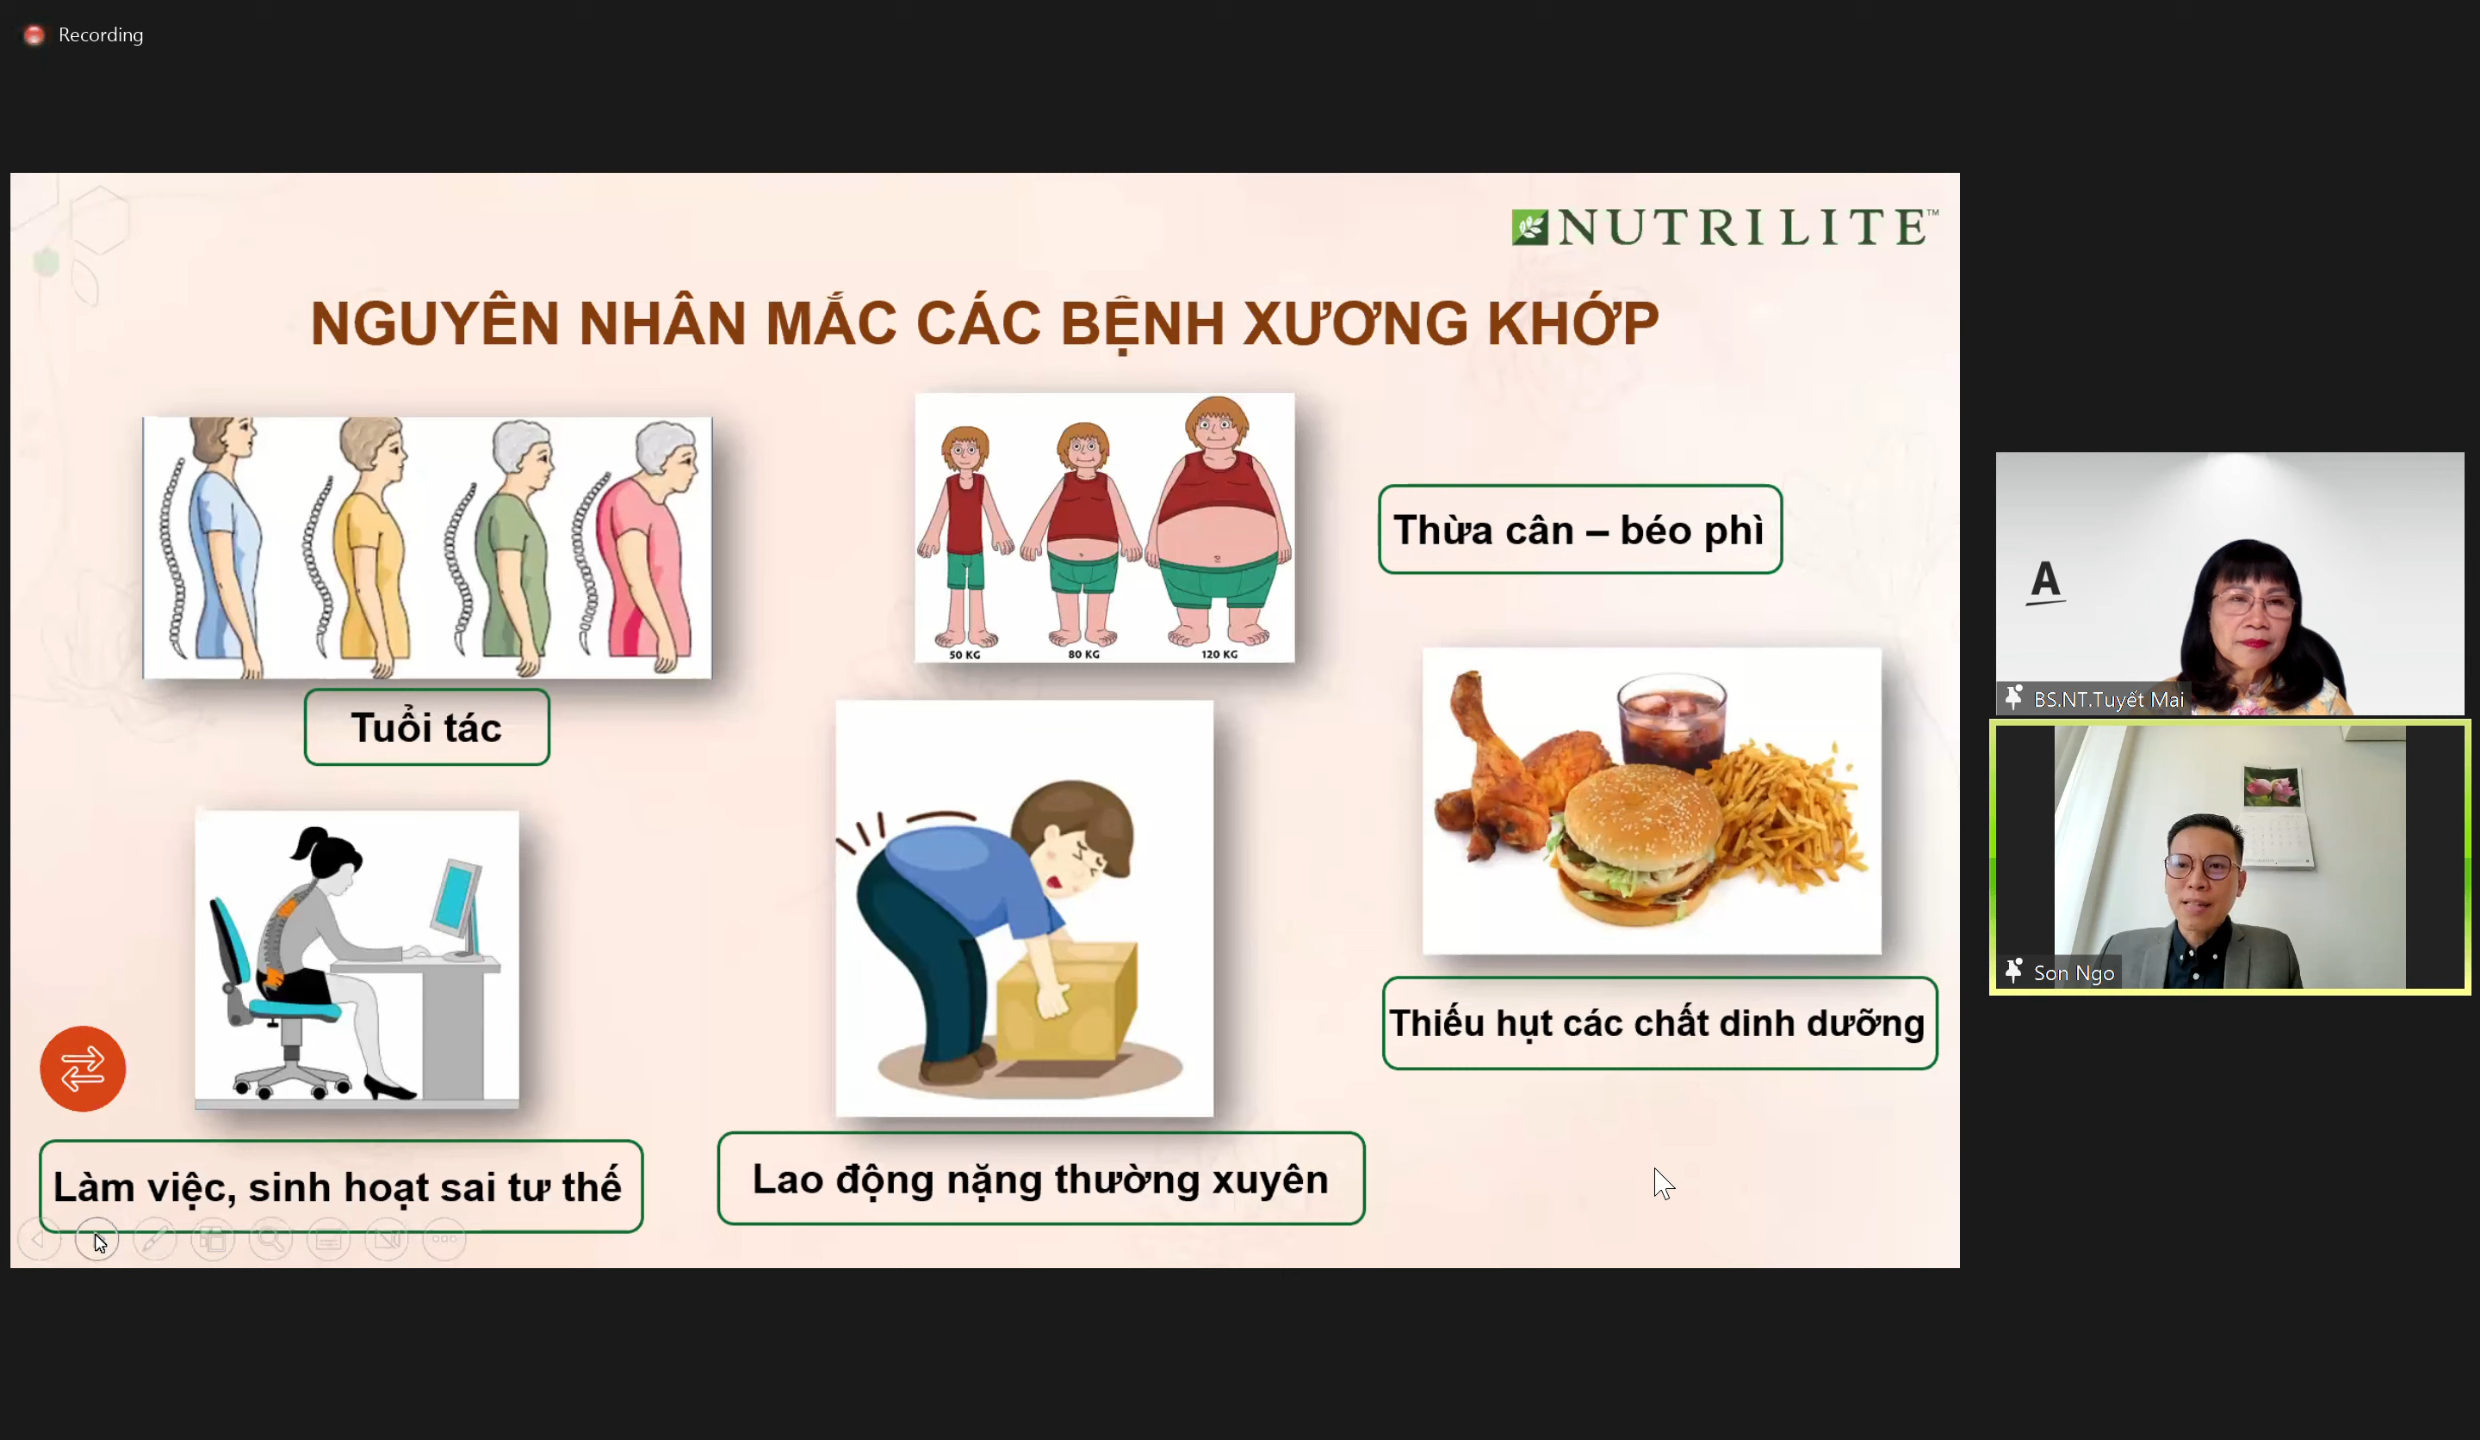 Recording
NUTRILITE™
NGUYÊN NHÂN MẮC CÁC BỆNH XƯƠNG KHỚP
50 KG
80 KG
120 KG
Thừa cân – béo phì
Tuổi tác
Thiếu hụt các chất dinh dưỡng
Làm việc, sinh hoạt sai tư thế
Lao động nặng thường xuyên
A
BS.NT.Tuyết Mai
Son Ngo